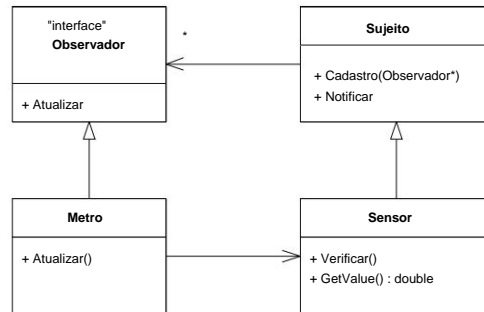 "interface"
Observador
*
+ Atualizar
Sujeito
+ Cadastro(Observador*)
+ Notificar
Metro
+ Atualizar()
Sensor
+ Verificar()
+ GetValue() : double